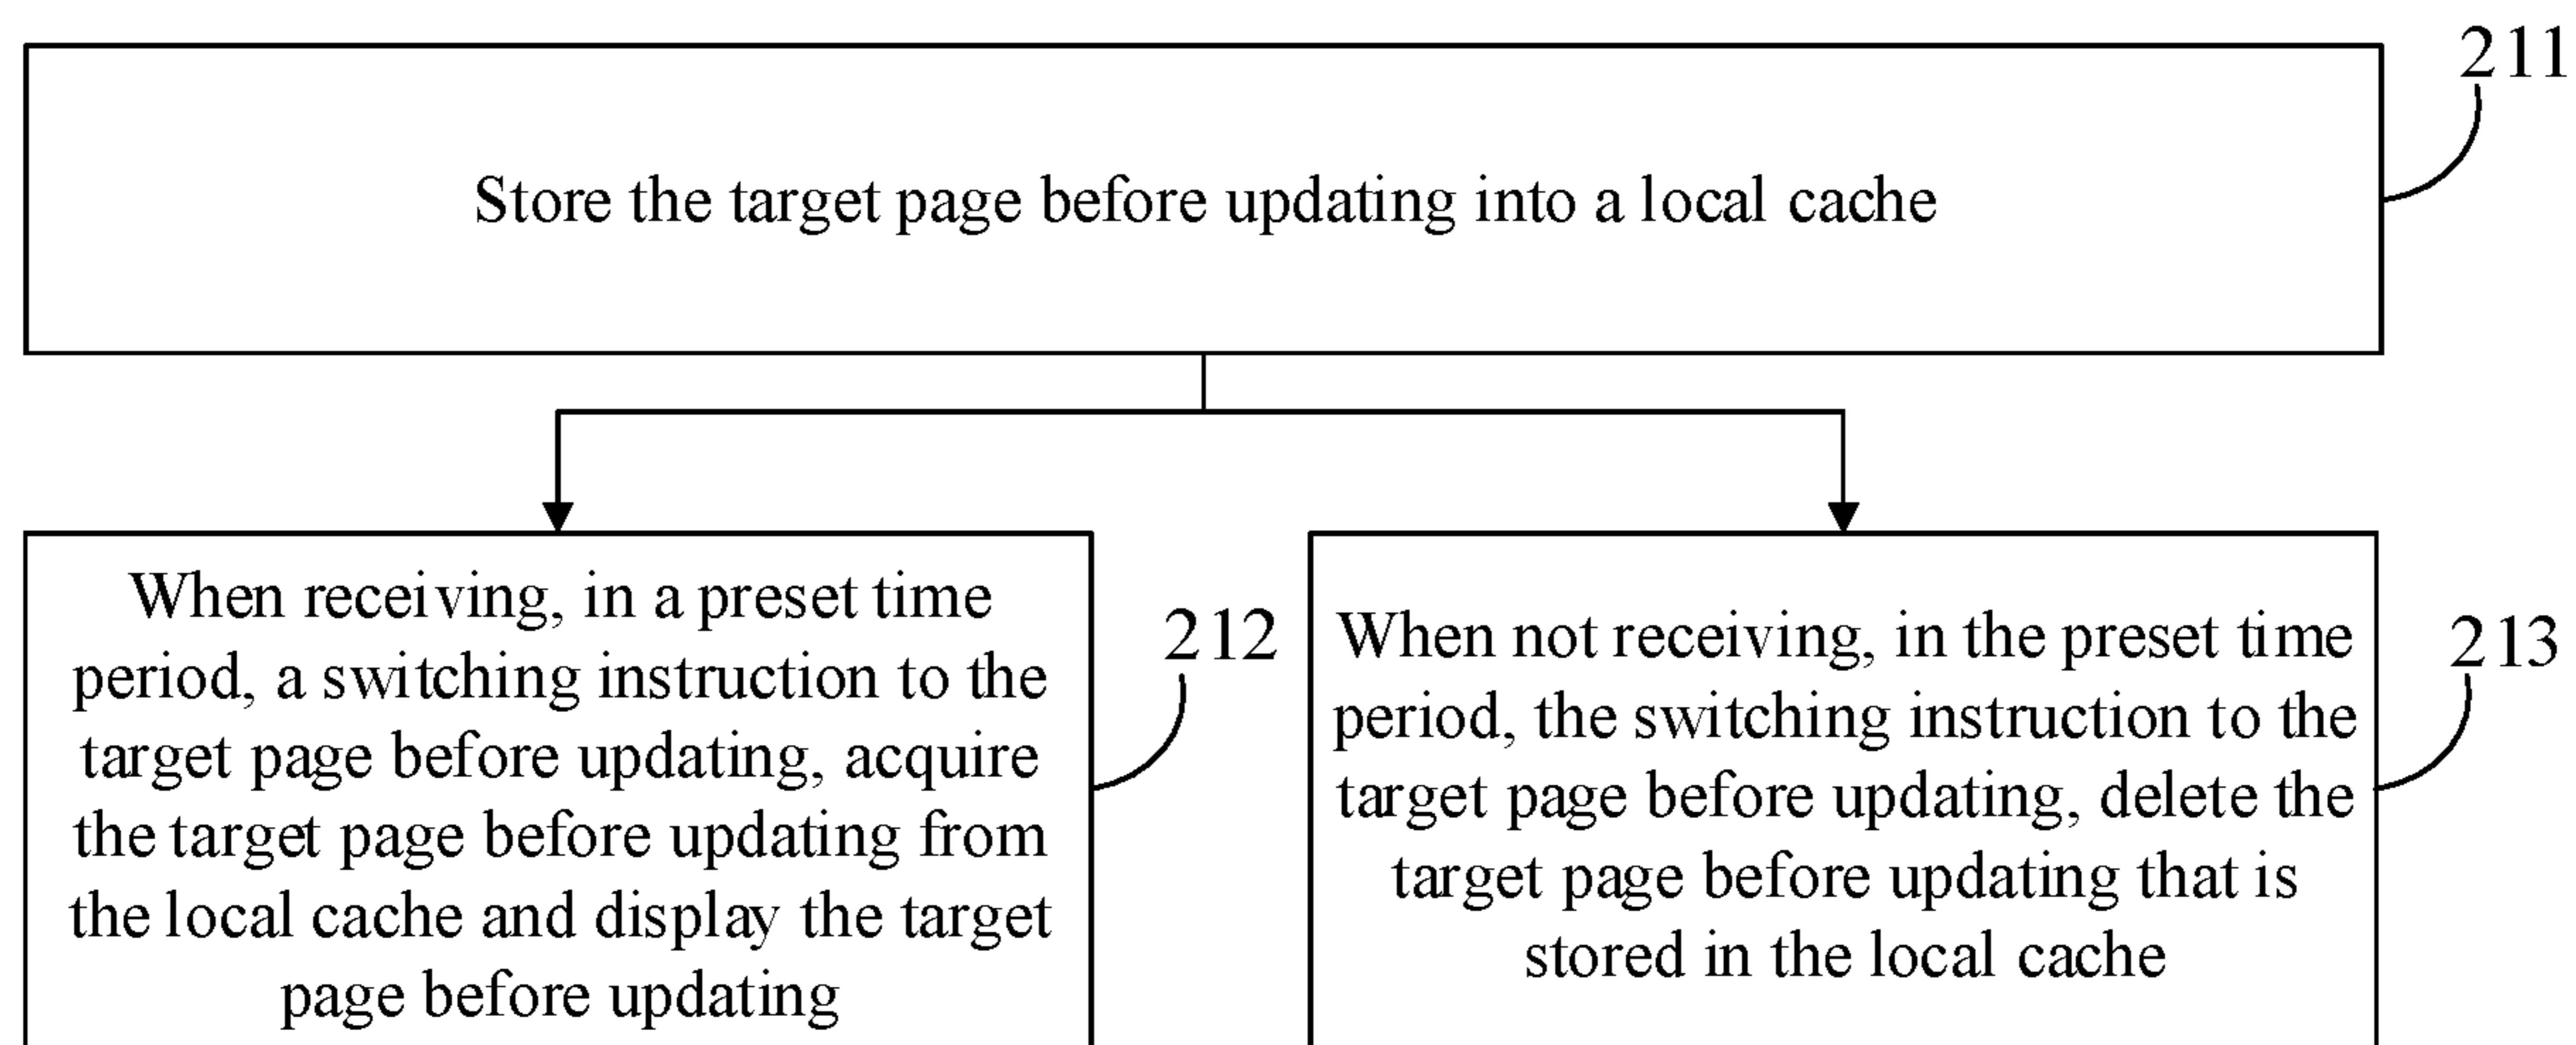 211
Store the target page before updating into a local cache
When receiving, in a preset time
period, a switching instruction to the
target page before updating, acquire
the target page before updating from
the local cache and display the target
page before updating
212
When not receiving, in the preset time
period, the switching instruction to the
target page before updating, delete the
target page before updating that is
stored in the local cache
213